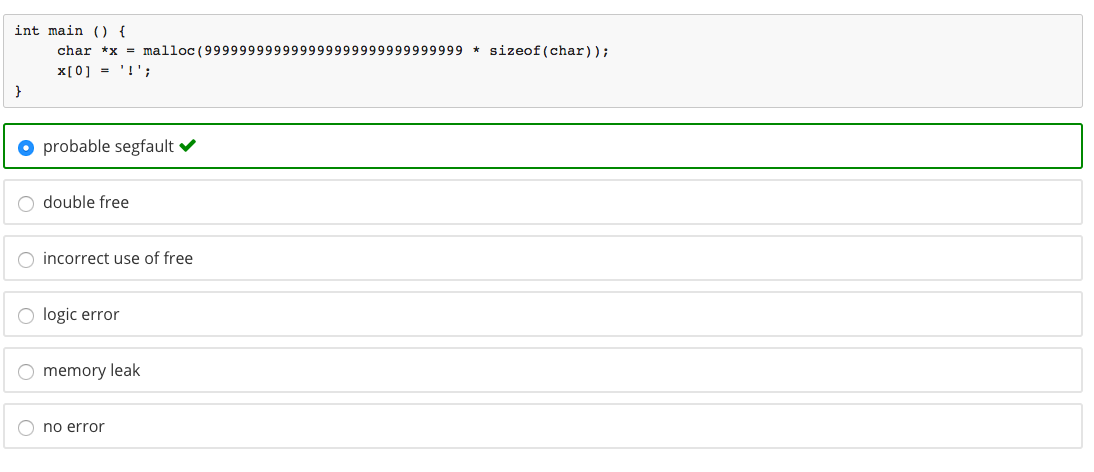 int main () {
     char *x = malloc(999999999999999999999999999999 * sizeof(char));
     x[0] = '!';
}
probable segfault
double free
incorrect use of free
logic error
memory leak
no error